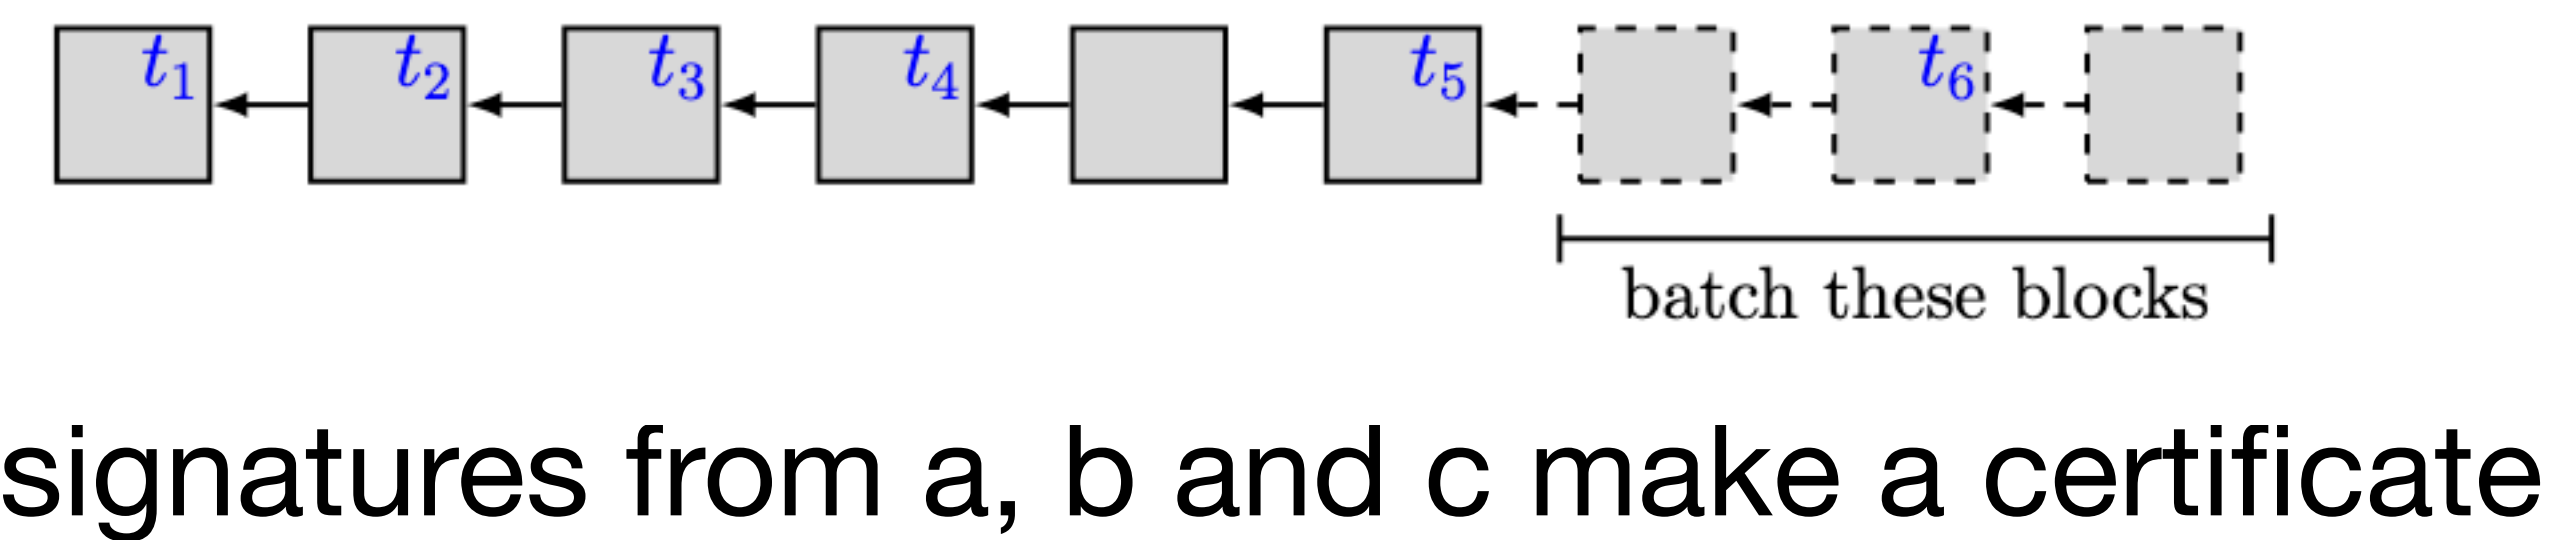 t₁ t₂ t₃ t₄ t₅ t₆
batch these blocks
signatures from a, b and c make a certificate